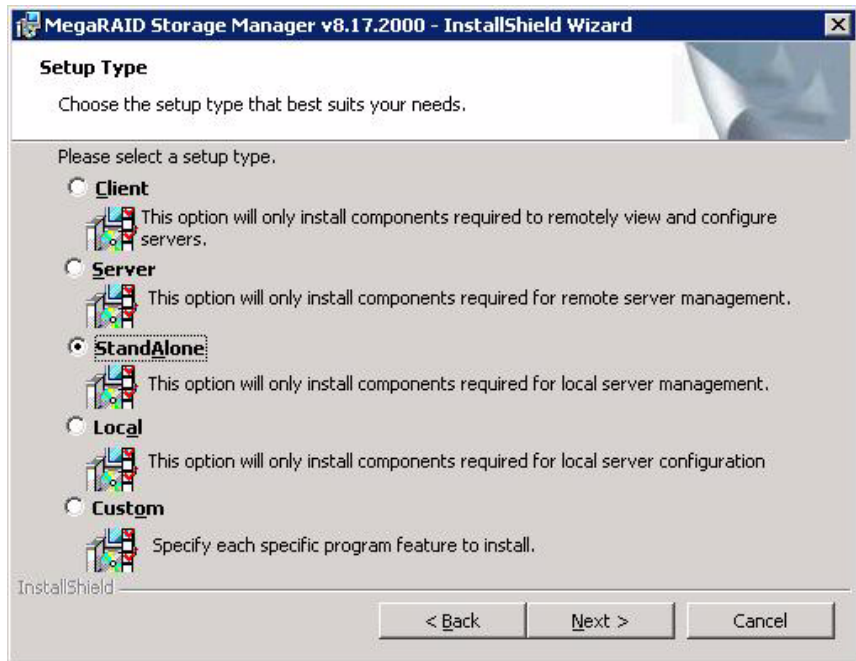 MegaRAID Storage Manager v8.17.2000 - InstallShield Wizard
Setup Type
Choose the setup type that best suits your needs.
Please select a setup type.
Client
This option will only install components required to remotely view and configure
servers.
Server
This option will only install components required for remote server management.
StandAlone
This option will only install components required for local server management.
Local
This option will only install components required for local server configuration
Custom
Specify each specific program feature to install.
InstallShield
< Back
Next >
Cancel